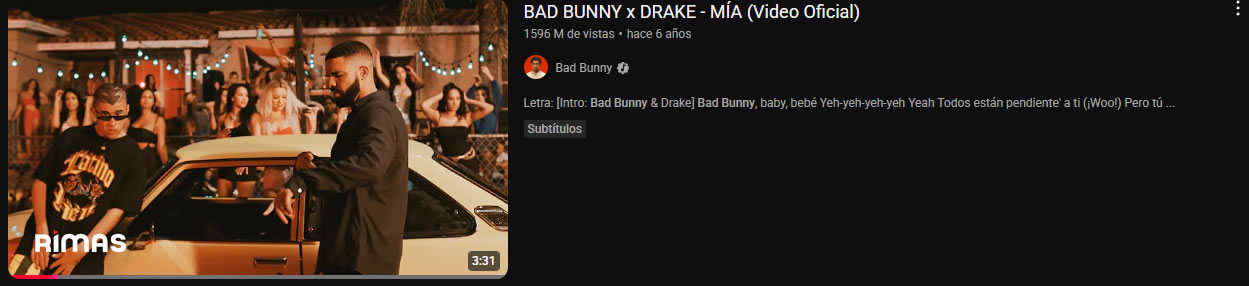 BAD BUNNY x DRAKE - MÍA (Video Oficial)
1596 M de vistas • hace 6 años
Bad Bunny
Letra: [Intro: Bad Bunny & Drake] Bad Bunny, baby, bebé Yeh-yeh-yeh-yeh Yeah Todos están pendiente' a ti (¡Woo!) Pero tú ...
Subtítulos
Latino
RIMAS
3:31